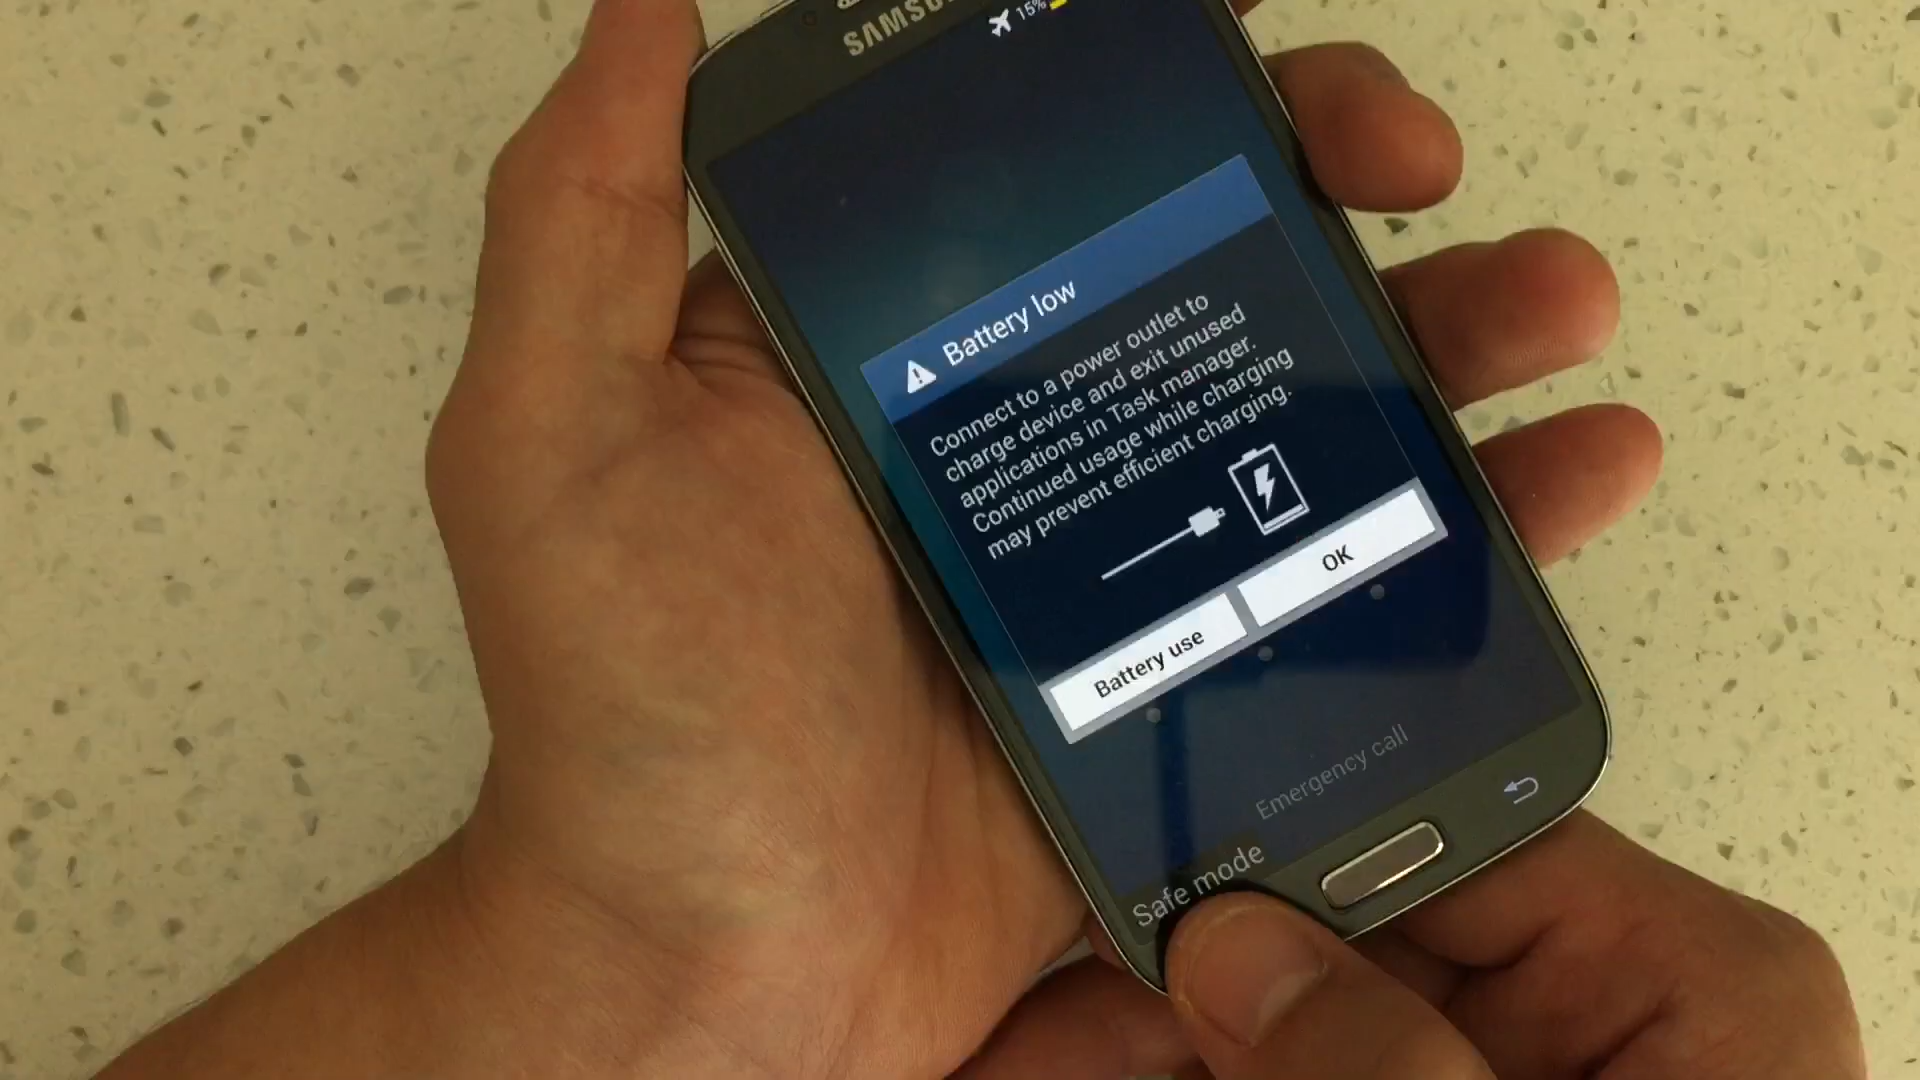 15%
Battery low
Connect to a power outlet to
charge device and exit unused
applications in Task manager.
Continued usage while charging
may prevent efficient charging.
Battery use
OK
Emergency call
Safe mode